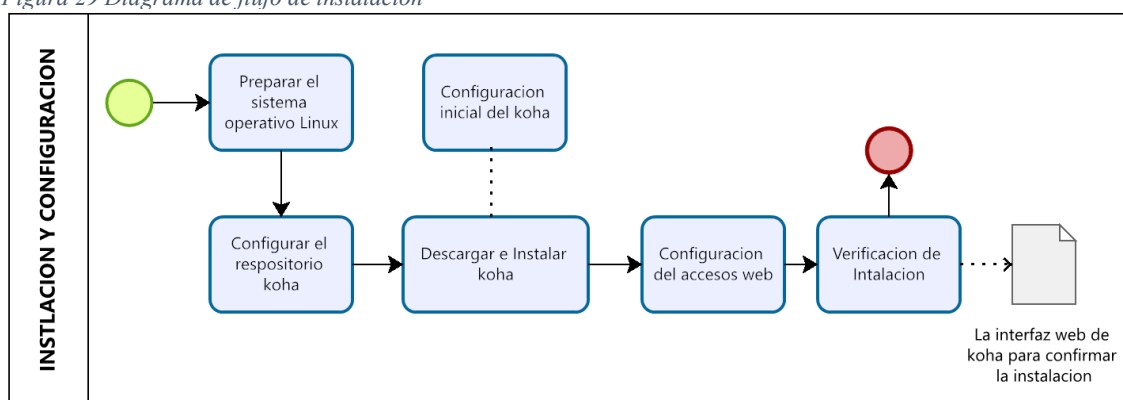 Figura 29 Diagrama de flujo de instalación
INSTLACION Y CONFIGURACION
Preparar el
sistema
operativo Linux
Configuracion
inicial del koha
Configurar el
respositorio
koha
Descargar e Instalar
koha
Configuracion
del accesos web
Verificacion de
Intalacion
La interfaz web de
koha para confirmar
la instalacion